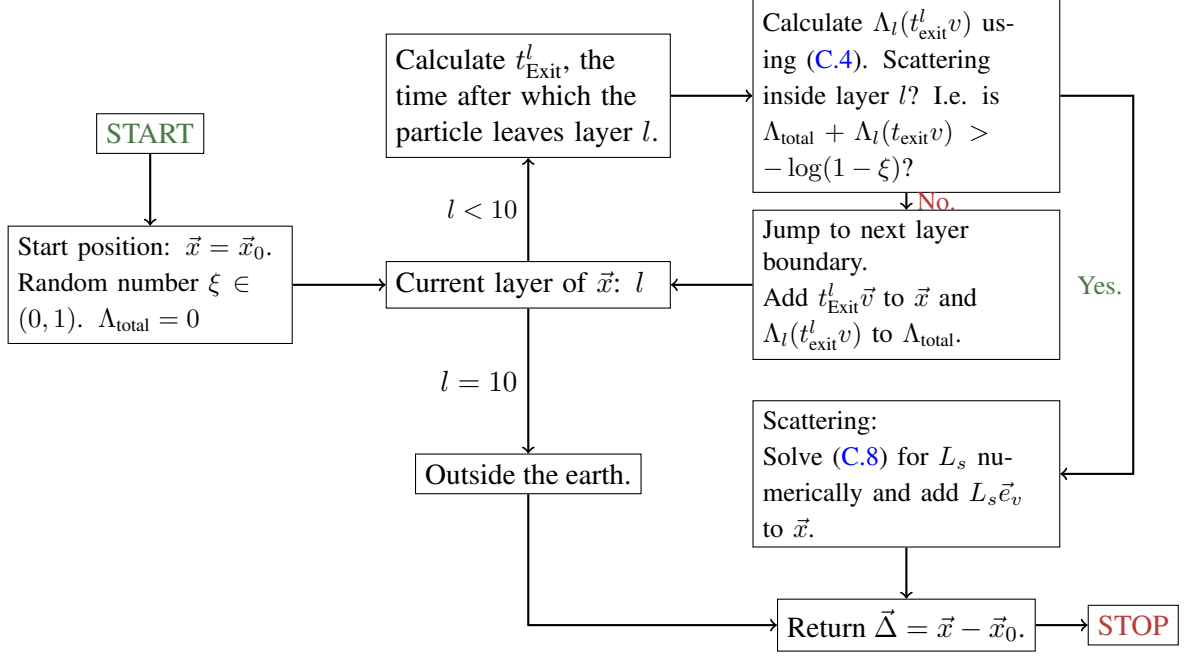 START
Start position: $\vec{x} = \vec{x}_0$.
Random number $\xi \in$
$(0, 1)$. $\Lambda_{\text{total}} = 0$
Calculate $t^l_{\text{Exit}}$, the
time after which the
particle leaves layer $l$.
$l < 10$
Current layer of $\vec{x}$: $l$
$l = 10$
Outside the earth.
Calculate $\Lambda_l(t^l_{\text{exit}}v)$ us-
ing (C.4). Scattering
inside layer $l$? I.e. is
$\Lambda_{\text{total}} + \Lambda_l(t_{\text{exit}}v) >$
$-\log(1 - \xi)$?
No.
Jump to next layer
boundary.
Add $t^l_{\text{Exit}}\vec{v}$ to $\vec{x}$ and
$\Lambda_l(t^l_{\text{exit}}v)$ to $\Lambda_{\text{total}}$.
Yes.
Scattering:
Solve (C.8) for $L_s$ nu-
merically and add $L_s\vec{e}_v$
to $\vec{x}$.
Return $\vec{\Delta} = \vec{x} - \vec{x}_0$.
STOP